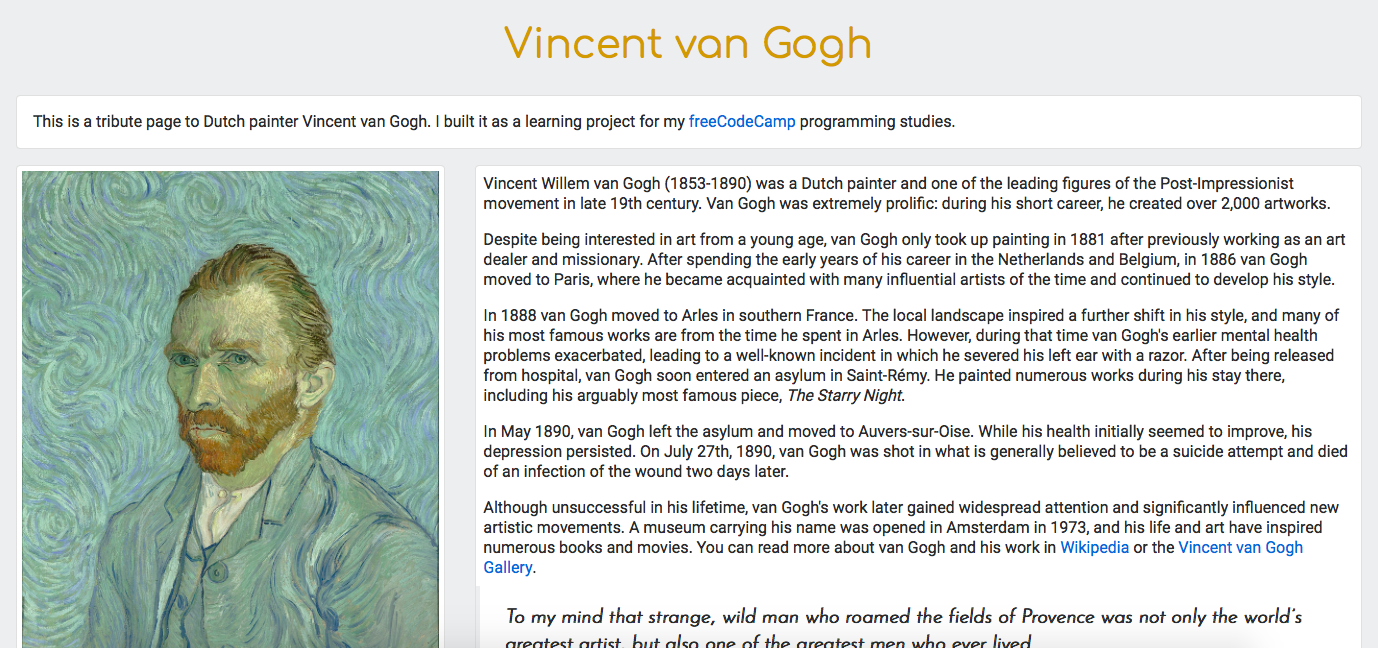 Vincent van Gogh
This is a tribute page to Dutch painter Vincent van Gogh. I built it as a learning project for my freeCodeCamp programming studies.
Vincent Willem van Gogh (1853-1890) was a Dutch painter and one of the leading figures of the Post-Impressionist
movement in late 19th century. Van Gogh was extremely prolific: during his short career, he created over 2,000 artworks.
Despite being interested in art from a young age, van Gogh only took up painting in 1881 after previously working as an art
dealer and missionary. After spending the early years of his career in the Netherlands and Belgium, in 1886 van Gogh
moved to Paris, where he became acquainted with many influential artists of the time and continued to develop his style.
In 1888 van Gogh moved to Arles in southern France. The local landscape inspired a further shift in his style, and many of
his most famous works are from the time he spent in Arles. However, during that time van Gogh's earlier mental health
problems exacerbated, leading to a well-known incident in which he severed his left ear with a razor. After being released
from hospital, van Gogh soon entered an asylum in Saint-Rémy. He painted numerous works during his stay there,
including his arguably most famous piece, The Starry Night.
In May 1890, van Gogh left the asylum and moved to Auvers-sur-Oise. While his health initially seemed to improve, his
depression persisted. On July 27th, 1890, van Gogh was shot in what is generally believed to be a suicide attempt and died
of an infection of the wound two days later.
Although unsuccessful in his lifetime, van Gogh's work later gained widespread attention and significantly influenced new
artistic movements. A museum carrying his name was opened in Amsterdam in 1973, and his life and art have inspired
numerous books and movies. You can read more about van Gogh and his work in Wikipedia or the Vincent van Gogh
Gallery.
To my mind that strange, wild man who roamed the fields of Provence was not only the world's
greatest artist, but also one of the greatest men who ever lived